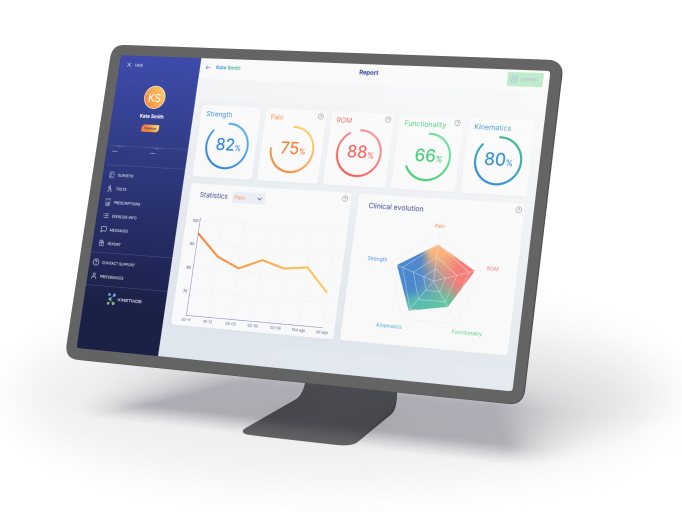 HIDE
KS
Kate Smith
SURVEYS
TESTS
PRESCRIPTIONS
EXERCISE INFO
MESSAGES
REPORT
CONTACT SUPPORT
PREFERENCES
Kate Smith
Report
Strength
82%
Pain
75%
ROM
88%
Functionality
66%
Kinematics
80%
Statistics
Pain
100
90
80
70
Clinical evolution
Pain
Strength
ROM
Kinematics
Functionality